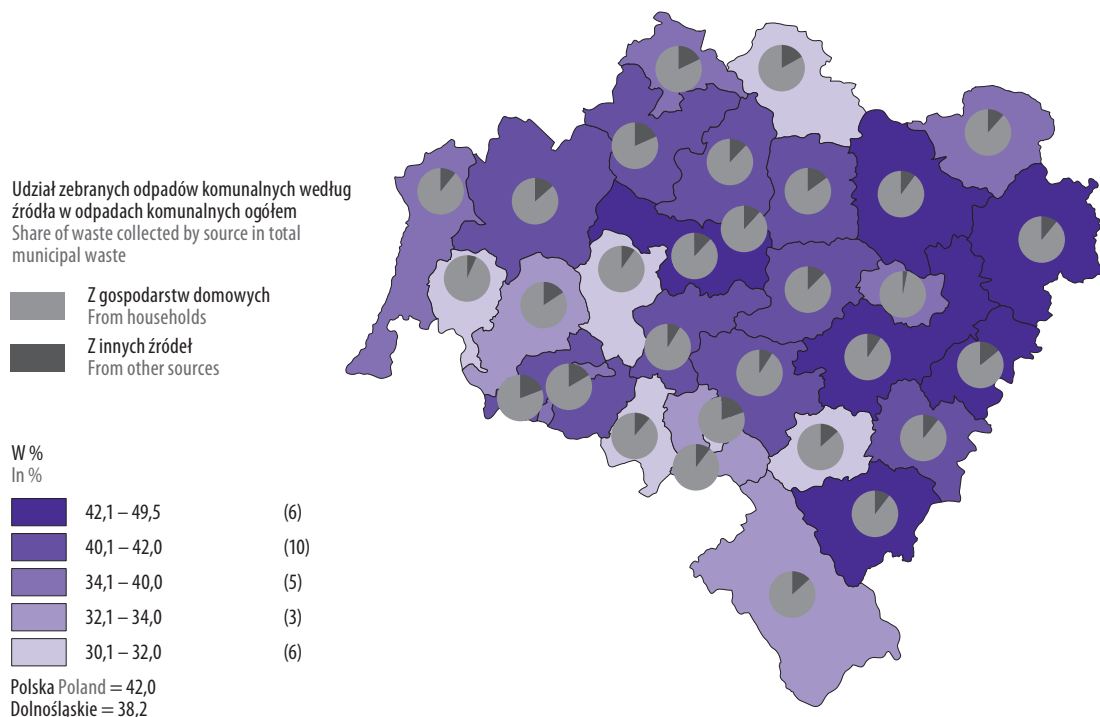 Udział zebranych odpadów komunalnych według
źródła w odpadach komunalnych ogółem
Share of waste collected by source in total
municipal waste
Z gospodarstw domowych
From households
Z innych źródeł
From other sources
W %
In %
42,1 – 49,5 (6)
40,1 – 42,0 (10)
34,1 – 40,0 (5)
32,1 – 34,0 (3)
30,1 – 32,0 (6)
Polska Poland = 42,0
Dolnośląskie = 38,2